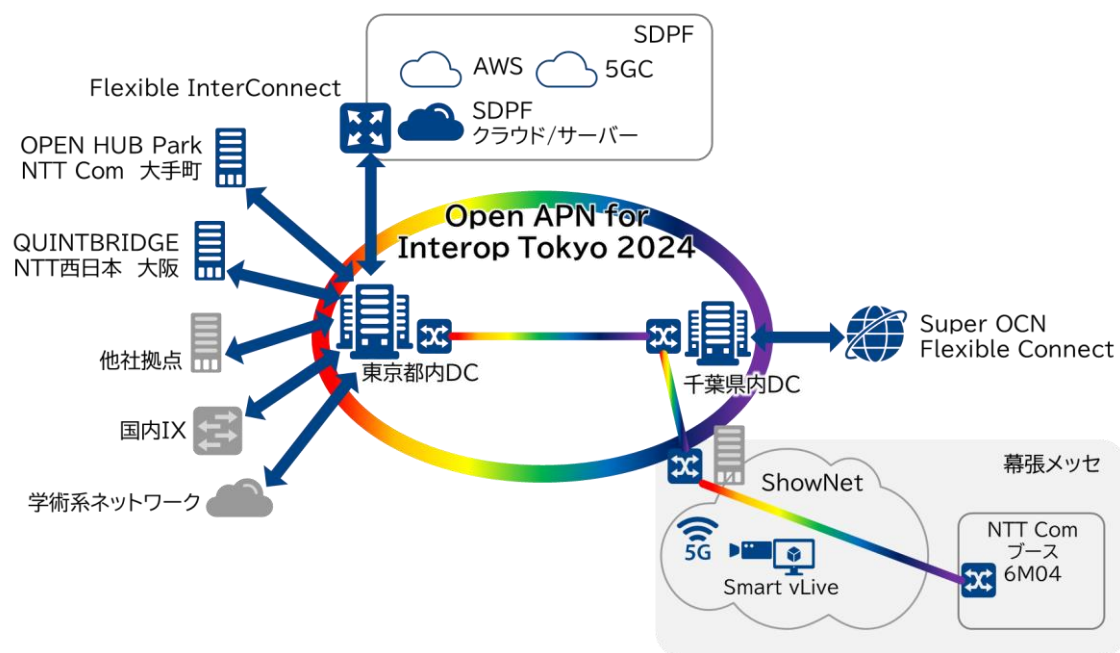 SDPF
AWS
5GC
SDPF
クラウド/サーバー
Flexible InterConnect
OPEN HUB Park
NTT Com 大手町
QUINTBRIDGE
NTT西日本 大阪
他社拠点
国内IX
学術系ネットワーク
Open APN for
Interop Tokyo 2024
東京都内DC
千葉県内DC
Super OCN
Flexible Connect
幕張メッセ
ShowNet
5G
Smart vLive
NTT Com
ブース
6M04